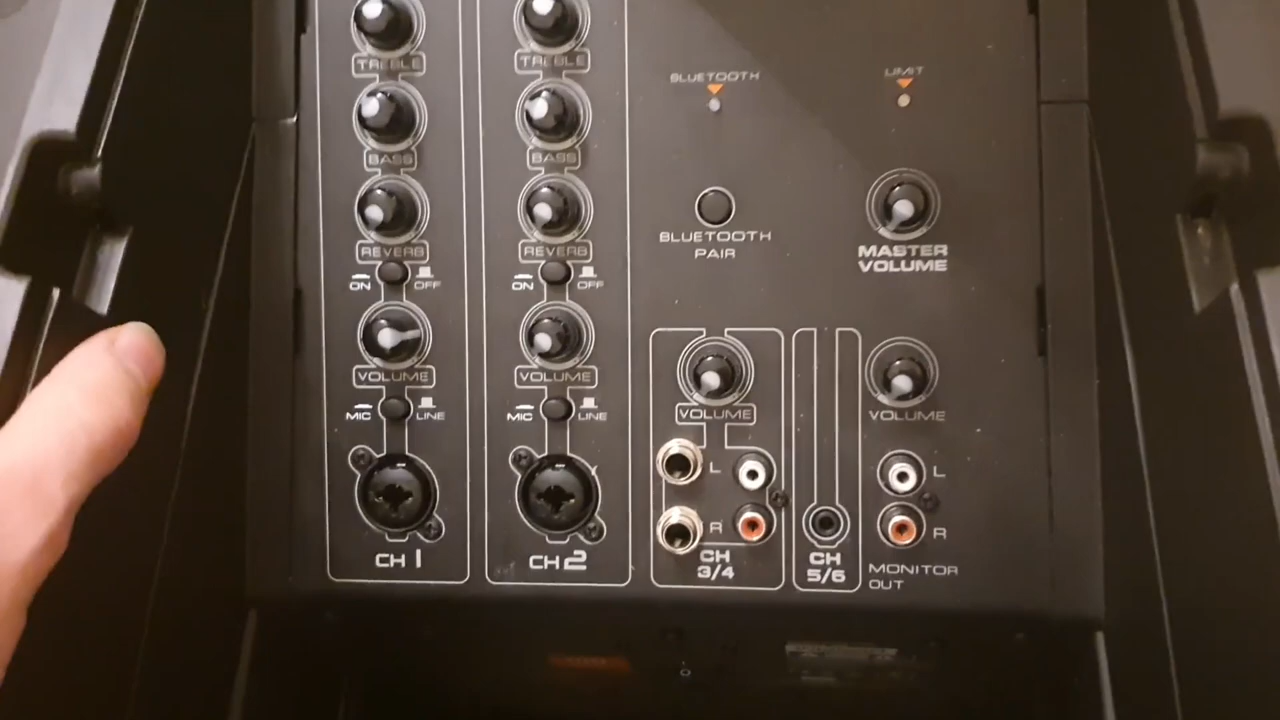 TREBLE
BASS
REVERB
ON OFF
VOLUME
MIC LINE
CH 1
TREBLE
BASS
REVERB
ON OFF
VOLUME
MIC LINE
CH 2
BLUETOOTH
LIMIT
BLUETOOTH
PAIR
MASTER
VOLUME
VOLUME
L
R
CH
3/4
CH
5/6
VOLUME
L
R
MONITOR
OUT